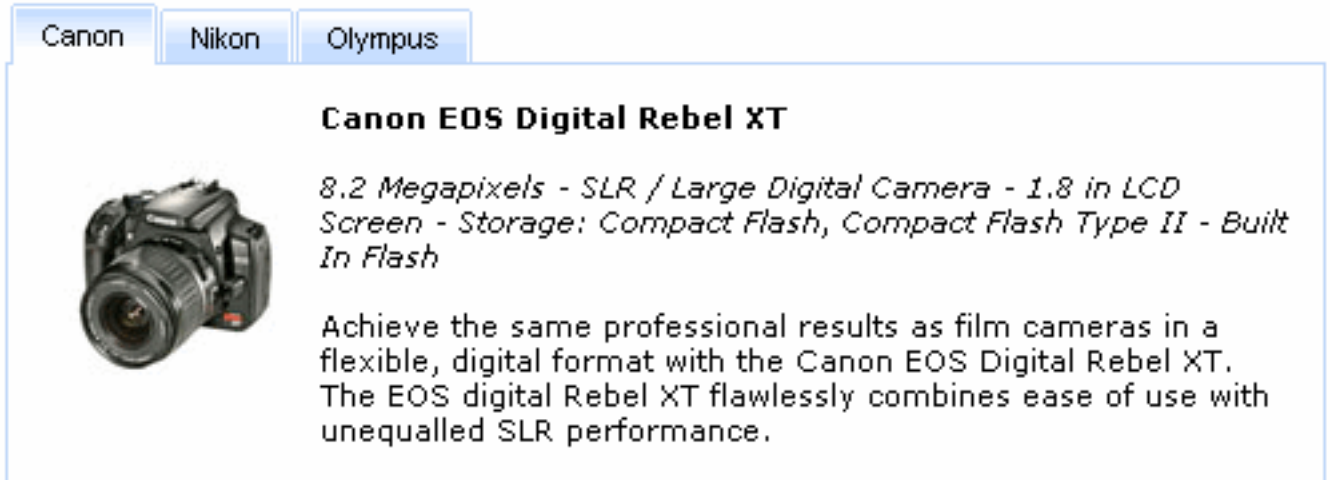 Canon Nikon Olympus
Canon EOS Digital Rebel XT
8.2 Megapixels - SLR / Large Digital Camera - 1.8 in LCD
Screen - Storage: Compact Flash, Compact Flash Type II - Built
In Flash
Achieve the same professional results as film cameras in a
flexible, digital format with the Canon EOS Digital Rebel XT.
The EOS digital Rebel XT flawlessly combines ease of use with
unequalled SLR performance.